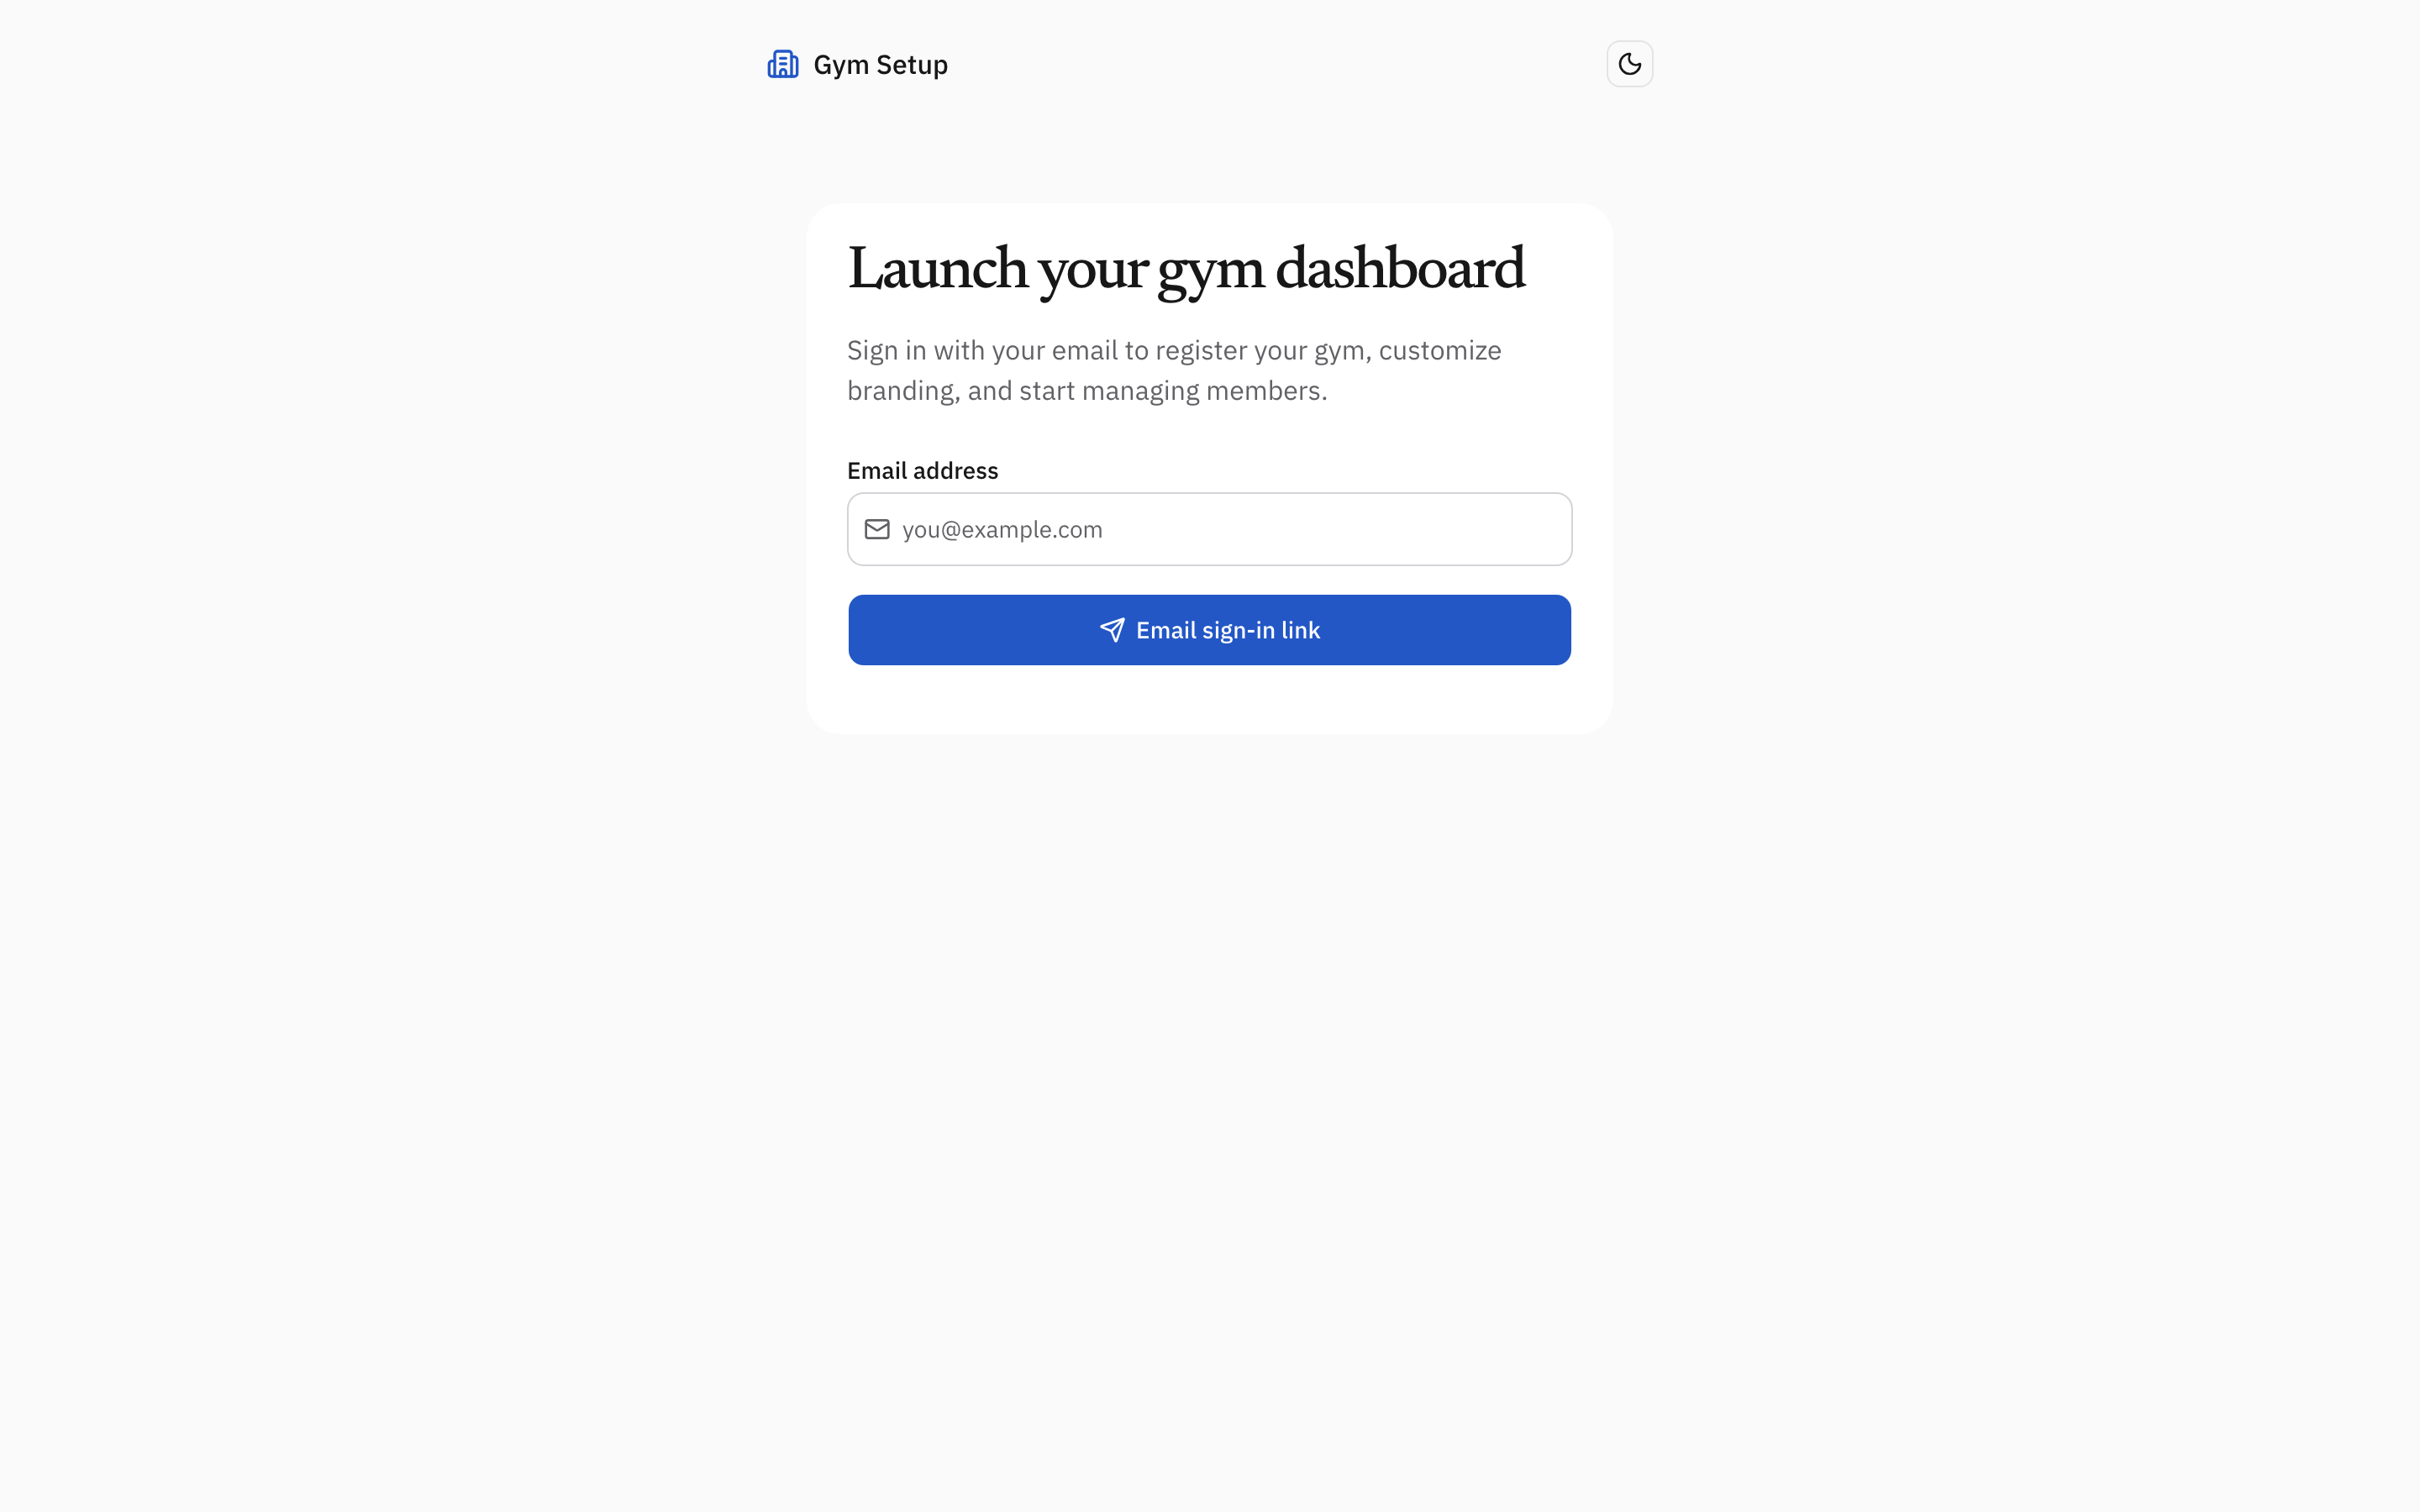 Gym Setup
Launch your gym dashboard
Sign in with your email to register your gym, customize
branding, and start managing members.
Email address
you@example.com
Email sign-in link